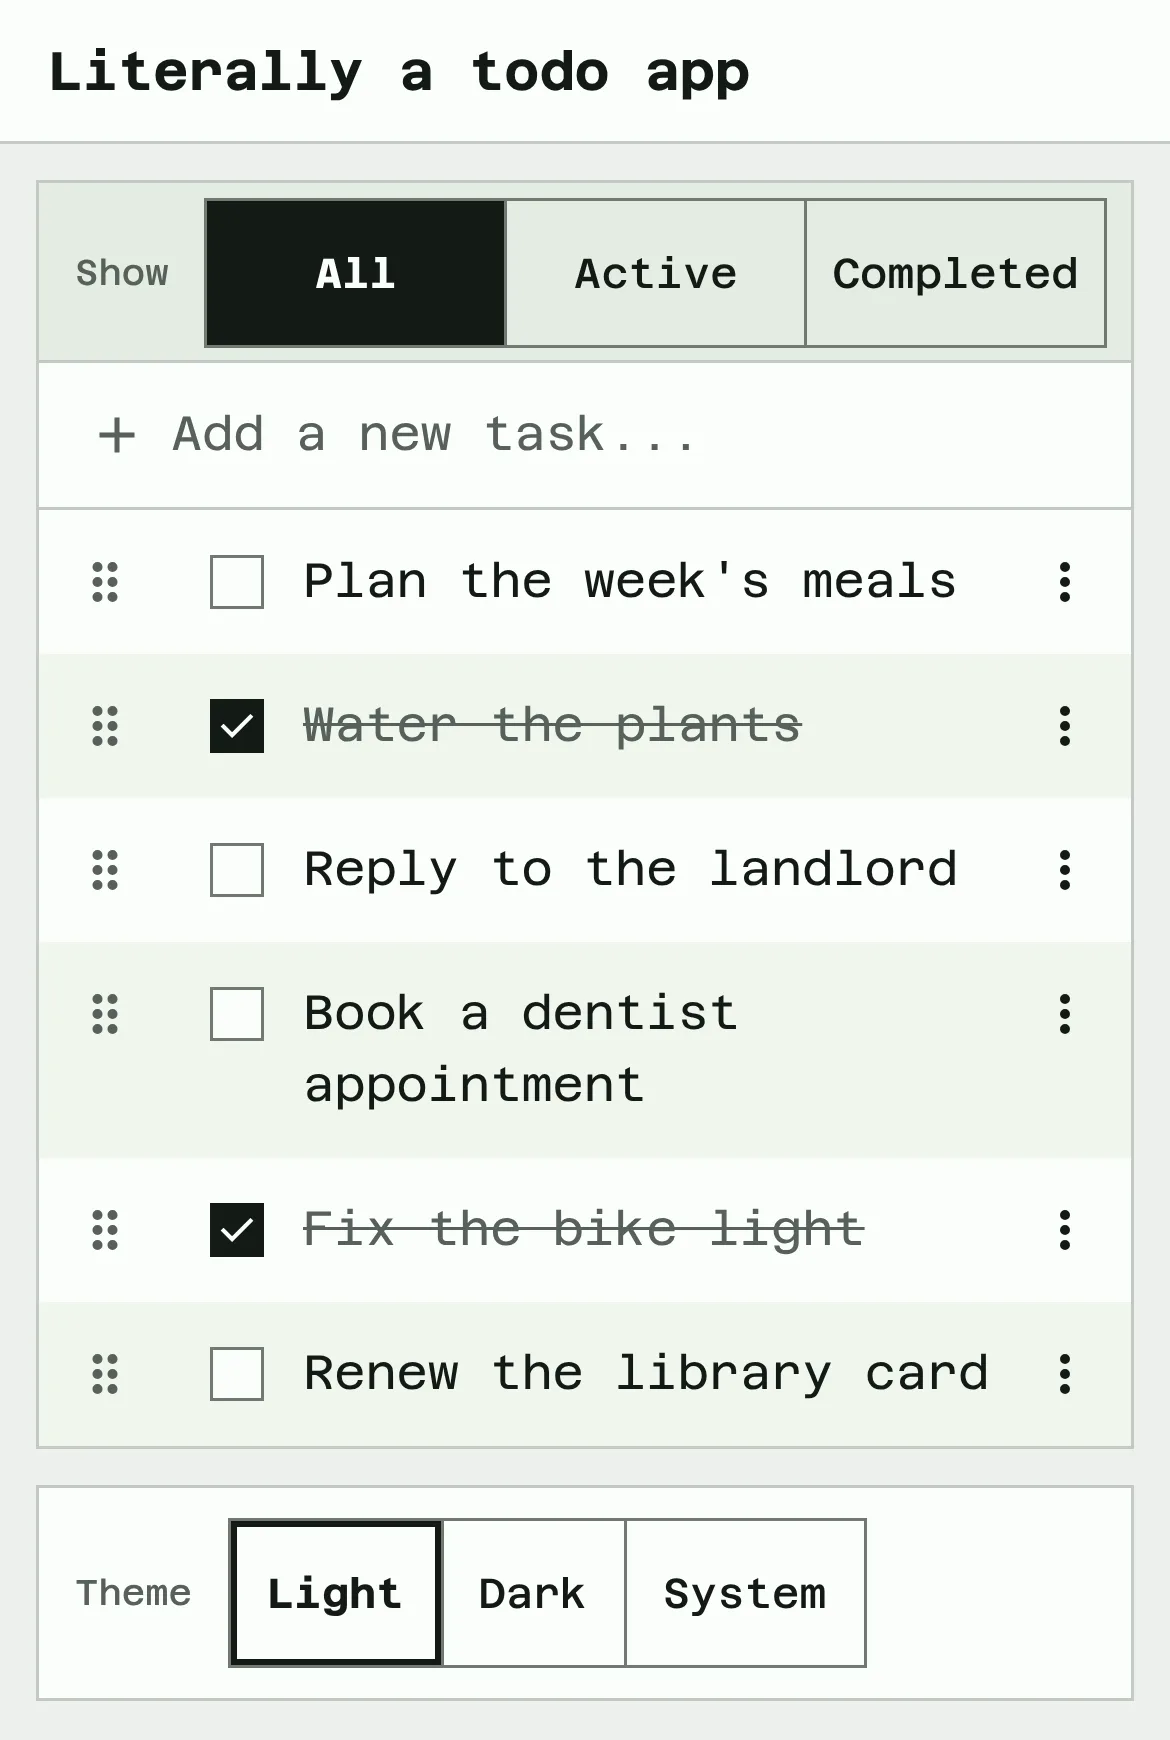 Literally a todo app
Show
All
Active
Completed
Add a new task...
Plan the week's meals
Water the plants
Reply to the landlord
Book a dentist
appointment
Fix the bike light
Renew the library card
Theme
Light
Dark
System